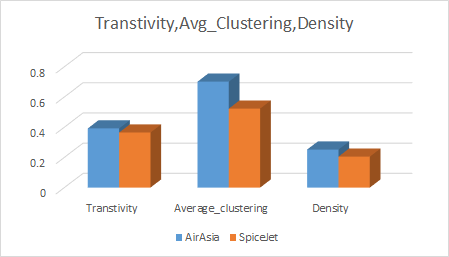 Transtivity,Avg_Clustering,Density
0.8
0.6
0.4
0.2
0
Transtivity Average_clustering Density
AirAsia SpiceJet